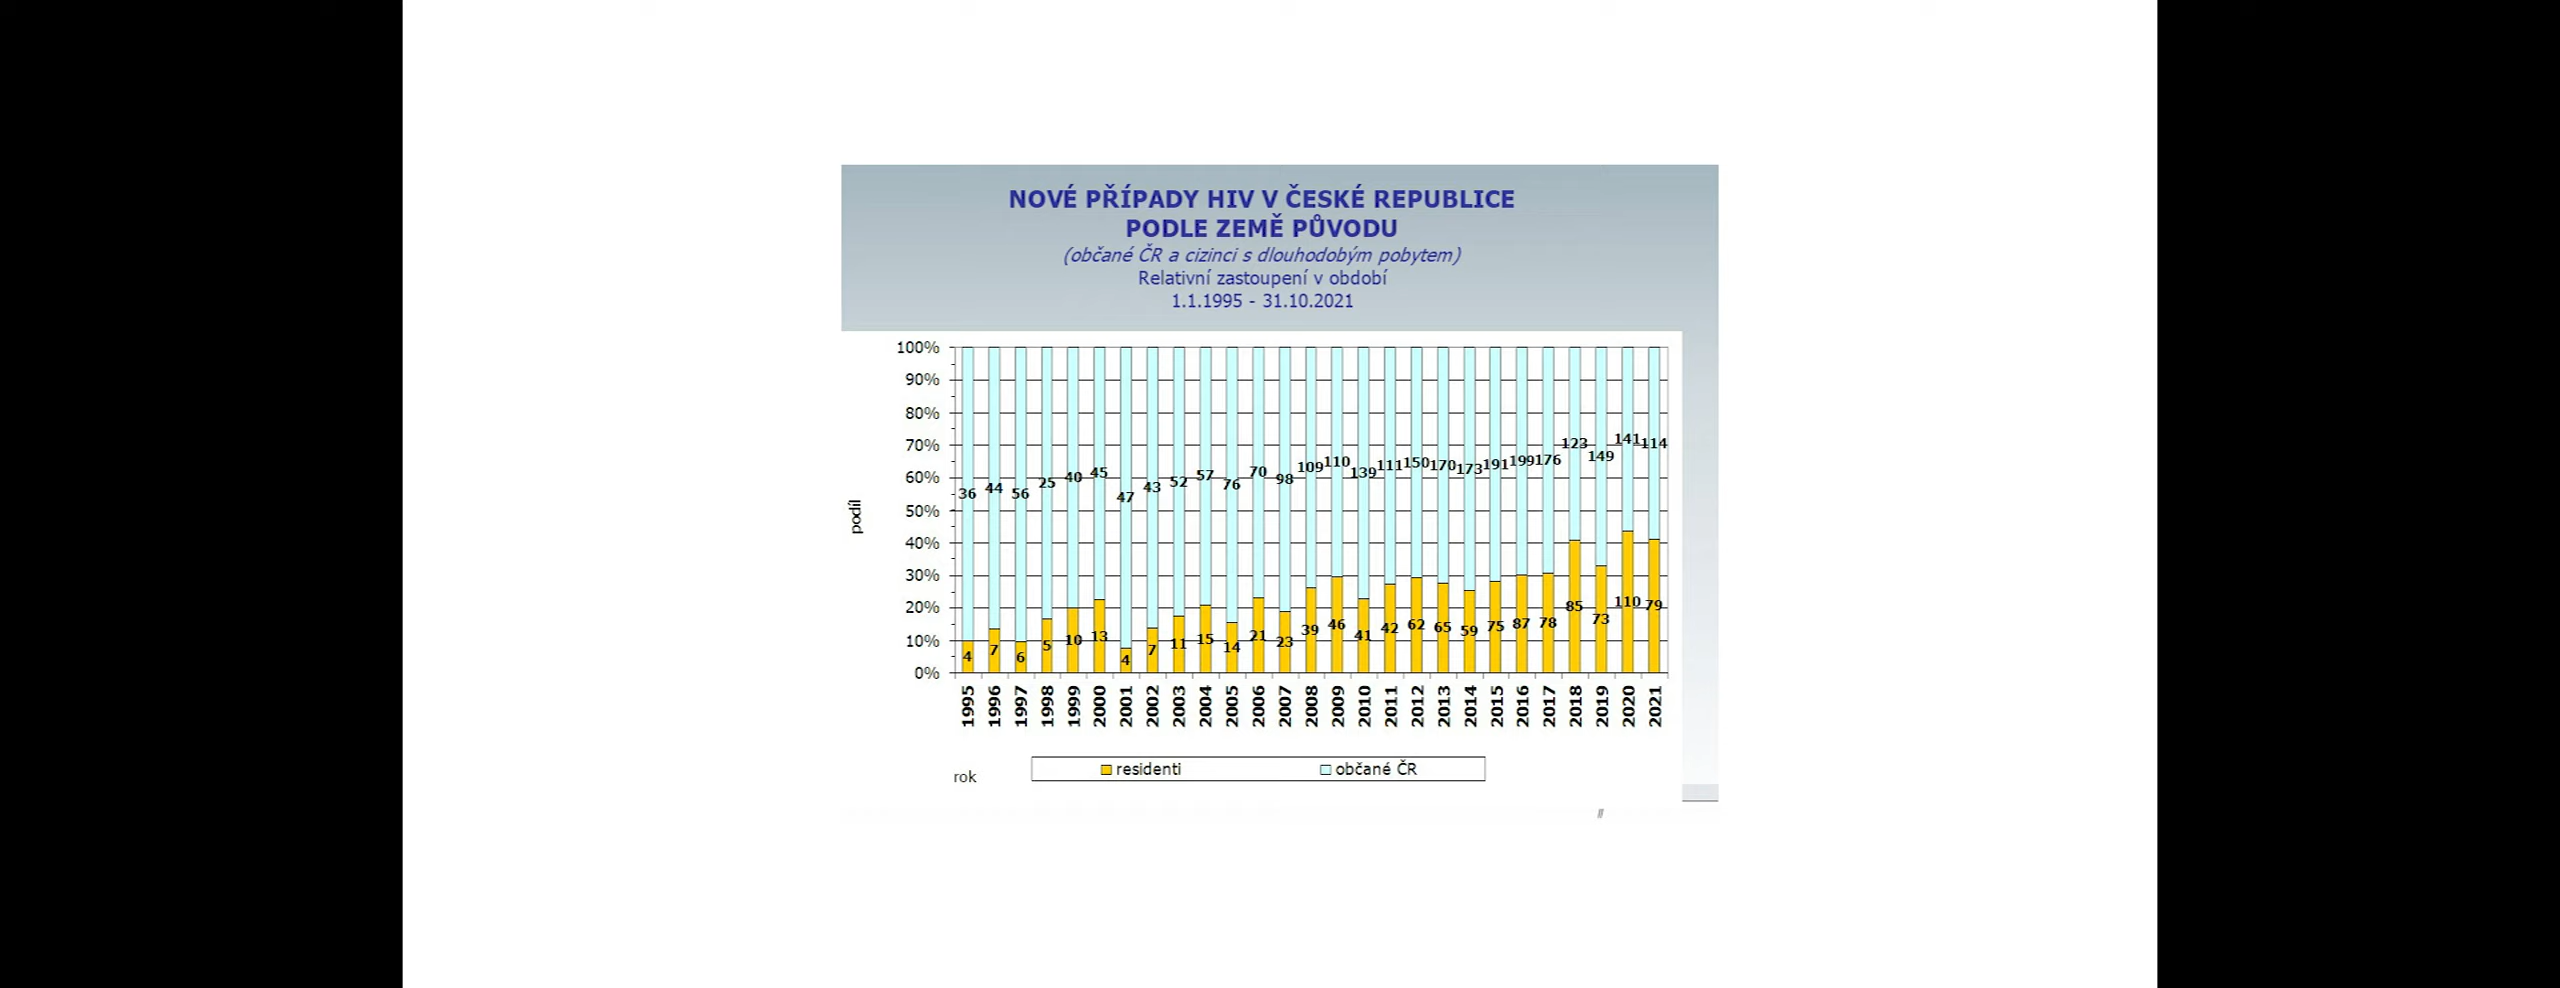 NOVÉ PŘÍPADY HIV V ČESKÉ REPUBLICE
PODLE ZEMĚ PŮVODU
(občané ČR a cizinci s dlouhodobým pobytem)
Relativní zastoupení v období
1.1.1995 - 31.10.2021
podíl
100%
90%
80%
70%
60%
50%
40%
30%
20%
10%
0%
36 44 56 25 40 45 47 43 52 57 76 70 98 109 110 139 111 150 170 173 191 199 176 123 149 141 114
4 7 6 5 10 13 4 7 11 15 14 21 23 39 46 41 42 62 65 59 75 87 78 85 73 110 79
1995 1996 1997 1998 1999 2000 2001 2002 2003 2004 2005 2006 2007 2008 2009 2010 2011 2012 2013 2014 2015 2016 2017 2018 2019 2020 2021
rok
residenti občané ČR